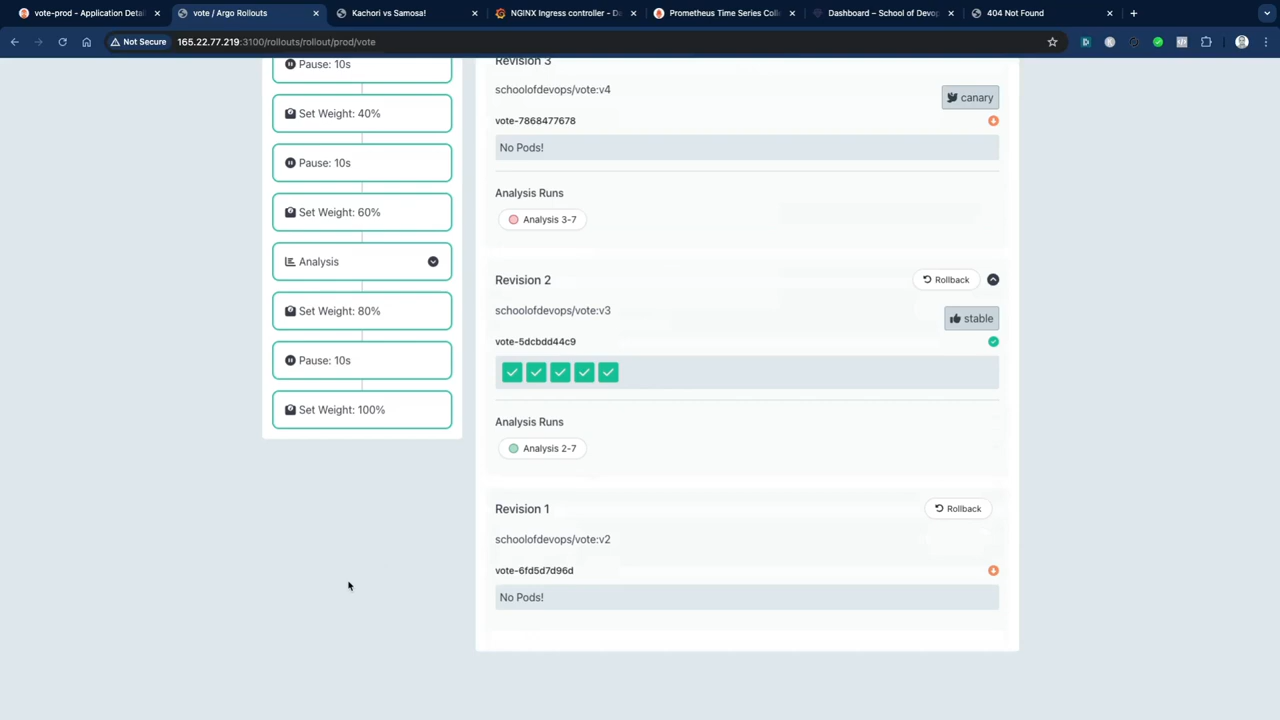 vote-prod - Application Detail
vote / Argo Rollouts
Kachori vs Samosa!
NGINX Ingress controller - Da
Prometheus Time Series Colle
Dashboard – School of Devop
404 Not Found
Not Secure
165.22.77.219:3100/rollouts/rollout/prod/vote
Pause: 10s
Set Weight: 40%
Pause: 10s
Set Weight: 60%
Analysis
Set Weight: 80%
Pause: 10s
Set Weight: 100%
Revision 3
schoolofdevops/vote:v4
canary
vote-7868477678
No Pods!
Analysis Runs
Analysis 3-7
Revision 2
Rollback
schoolofdevops/vote:v3
stable
vote-5dcbdd44c9
Analysis Runs
Analysis 2-7
Revision 1
Rollback
schoolofdevops/vote:v2
vote-6fd5d7d96d
No Pods!